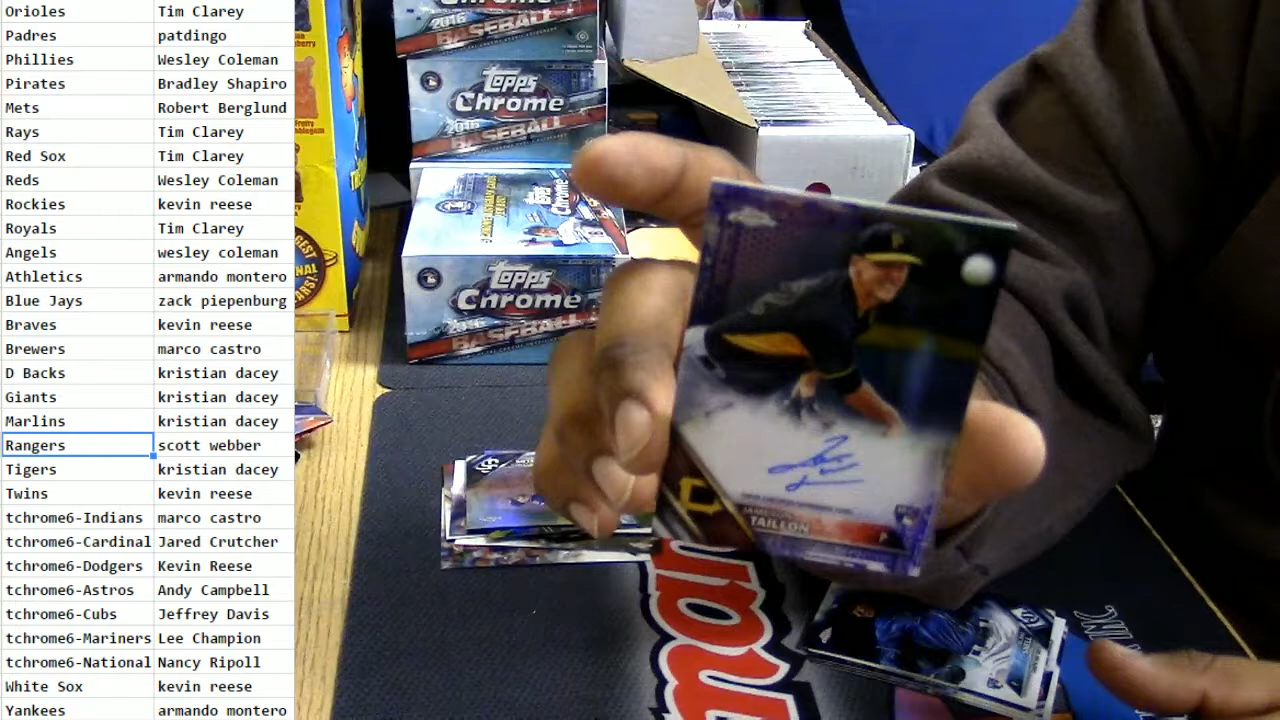 Orioles Tim Clarey
Padres patdingo
Phillies Wesley Coleman
Pirates Bradley Shapiro
Mets Robert Berglund
Rays Tim Clarey
Red Sox Tim Clarey
Reds Wesley Coleman
Rockies kevin reese
Royals Tim Clarey
Angels wesley coleman
Athletics armando montero
Blue Jays zack piepenburg
Braves kevin reese
Brewers marco castro
D Backs kristian dacey
Giants kristian dacey
Marlins kristian dacey
Rangers scott webber
Tigers kristian dacey
Twins kevin reese
tchrome6-Indians marco castro
tchrome6-Cardinal Jared Crutcher
tchrome6-Dodgers Kevin Reese
tchrome6-Astros Andy Campbell
tchrome6-Cubs Jeffrey Davis
tchrome6-Mariners Lee Champion
tchrome6-National Nancy Ripoll
White Sox kevin reese
Yankees armando montero
2016
BASEBALL
Topps
Chrome
2016
BASEBALL
Topps
Chrome
Topps
Chrome
2016
BASEBALL
P
JAMESON
TAILLON
P